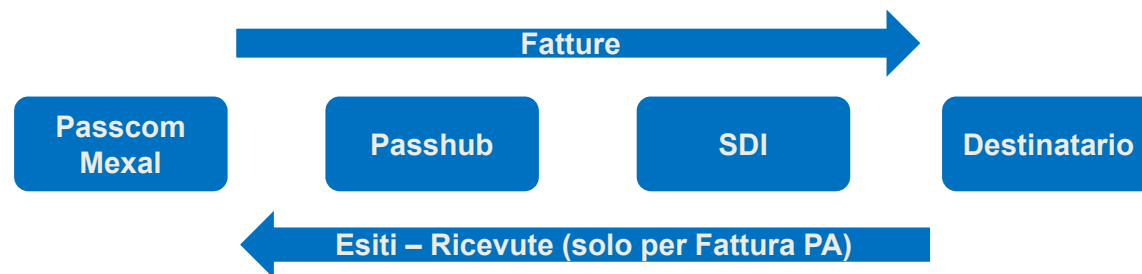 Fatture
Passcom
Mexal
Passhub
SDI
Destinatario
Esiti – Ricevute (solo per Fattura PA)